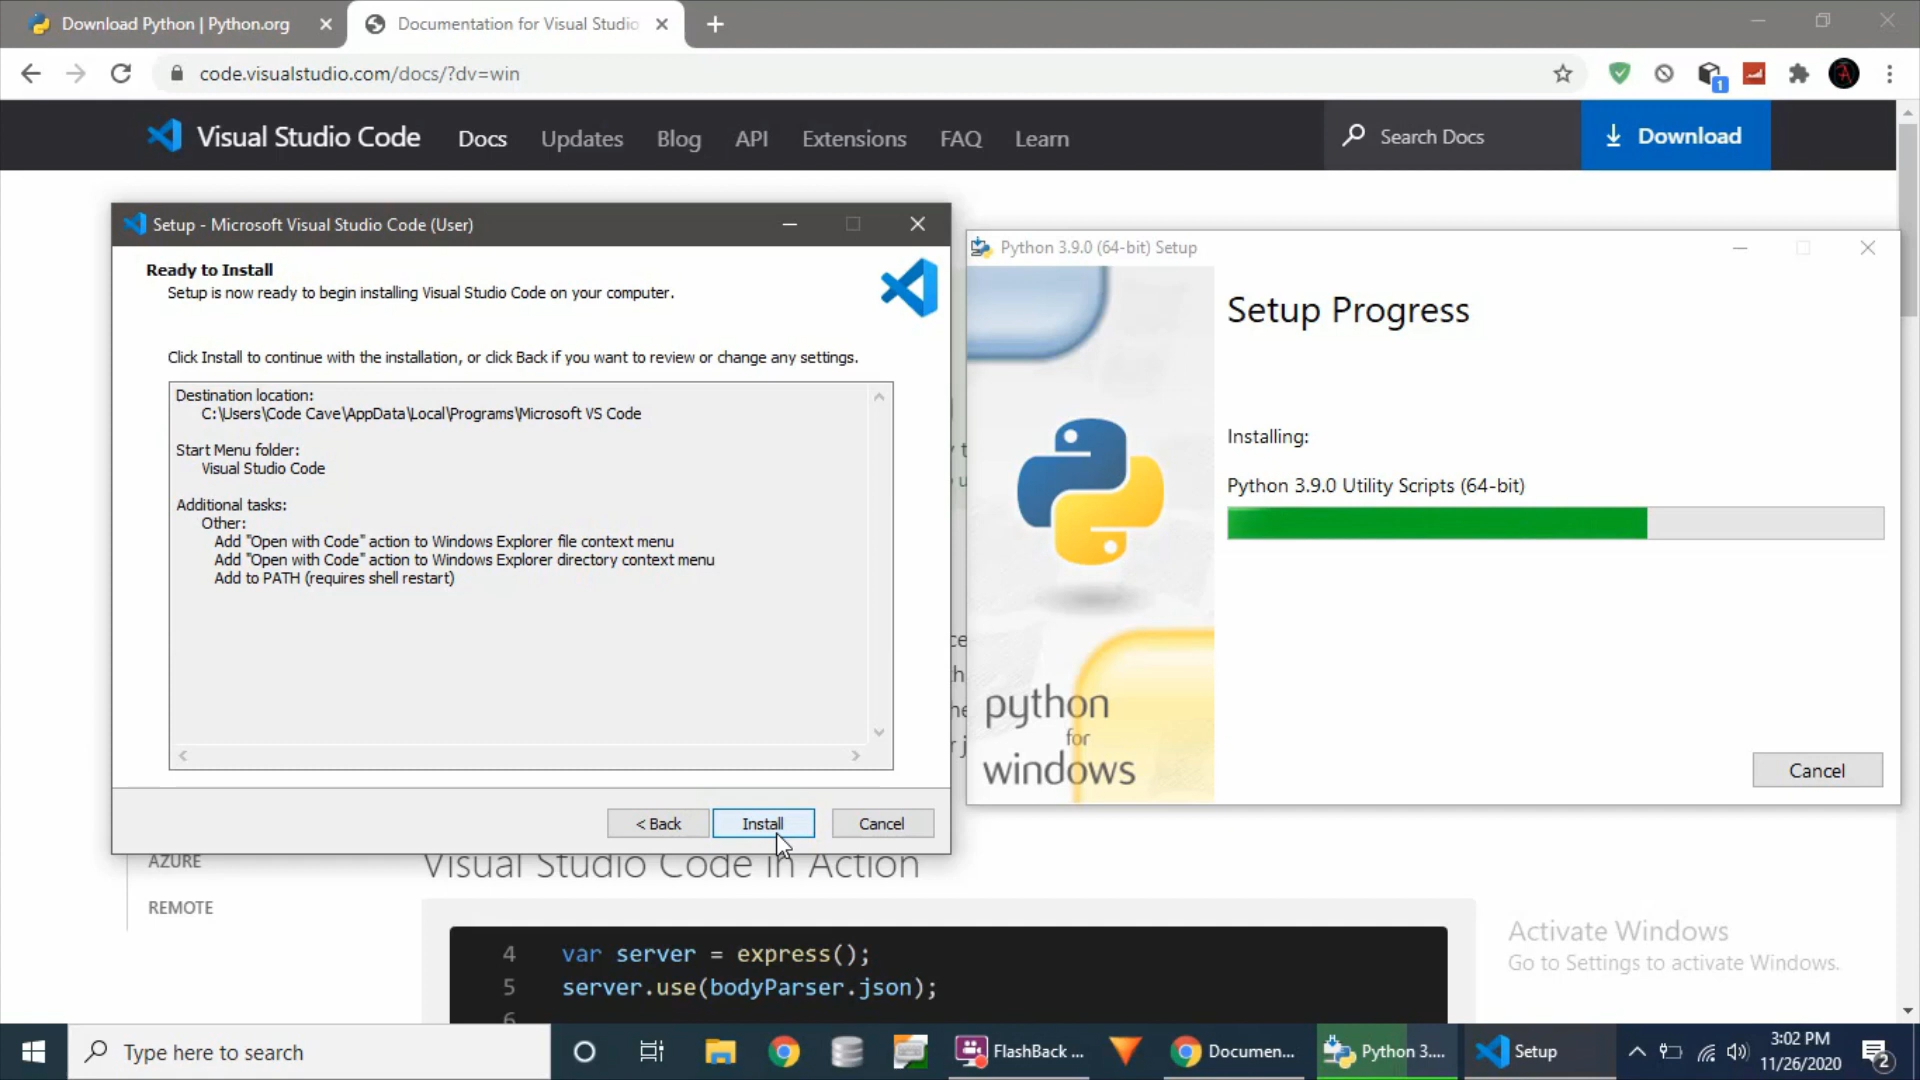 Download Python | Python.org
Documentation for Visual Studio
code.visualstudio.com/docs/?dv=win
1
Visual Studio Code
Docs
Updates
Blog
API
Extensions
FAQ
Learn
Search Docs
Download
Setup - Microsoft Visual Studio Code (User)
Ready to Install
Setup is now ready to begin installing Visual Studio Code on your computer.
Click Install to continue with the installation, or click Back if you want to review or change any settings.
Destination location:
C:\Users\Code Cave\AppData\Local\Programs\Microsoft VS Code
Start Menu folder:
Visual Studio Code
Additional tasks:
Other:
Add "Open with Code" action to Windows Explorer file context menu
Add "Open with Code" action to Windows Explorer directory context menu
Add to PATH (requires shell restart)
< Back
Install
Cancel
Python 3.9.0 (64-bit) Setup
Setup Progress
Installing:
Python 3.9.0 Utility Scripts (64-bit)
python
for
windows
Cancel
AZURE
REMOTE
Visual Studio Code in Action
4 var server = express();
5 server.use(bodyParser.json);
6
Activate Windows
Go to Settings to activate Windows.
Type here to search
FlashBack ...
Documen...
Python 3....
Setup
3:02 PM
11/26/2020
2